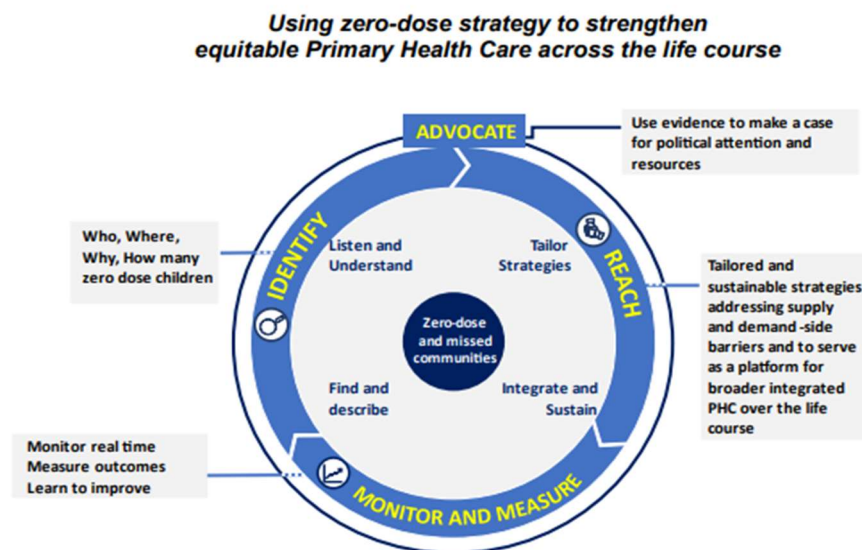 Using zero-dose strategy to strengthen
equitable Primary Health Care across the life course
ADVOCATE
Use evidence to make a case
for political attention and
resources
IDENTIFY
Who, Where,
Why, How many
zero dose children
Listen and
Understand
Tailor
Strategies
REACH
Tailored and
sustainable strategies
addressing supply
and demand -side
barriers and to serve
as a platform for
broader integrated
PHC over the life
course
Zero-dose
and missed
communities
Find and
describe
Integrate and
Sustain
Monitor real time
Measure outcomes
Learn to improve
MONITOR AND MEASURE